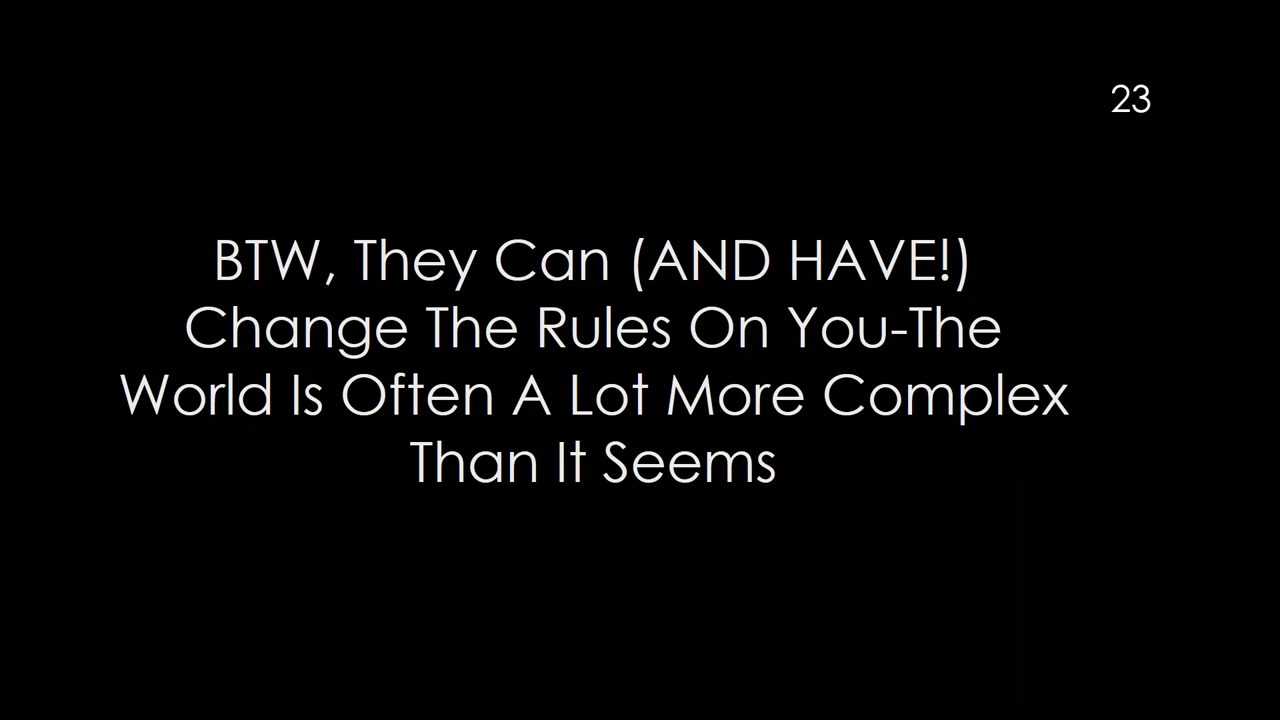 23
BTW, They Can (AND HAVE!)
Change The Rules On You-The
World Is Often A Lot More Complex
Than It Seems